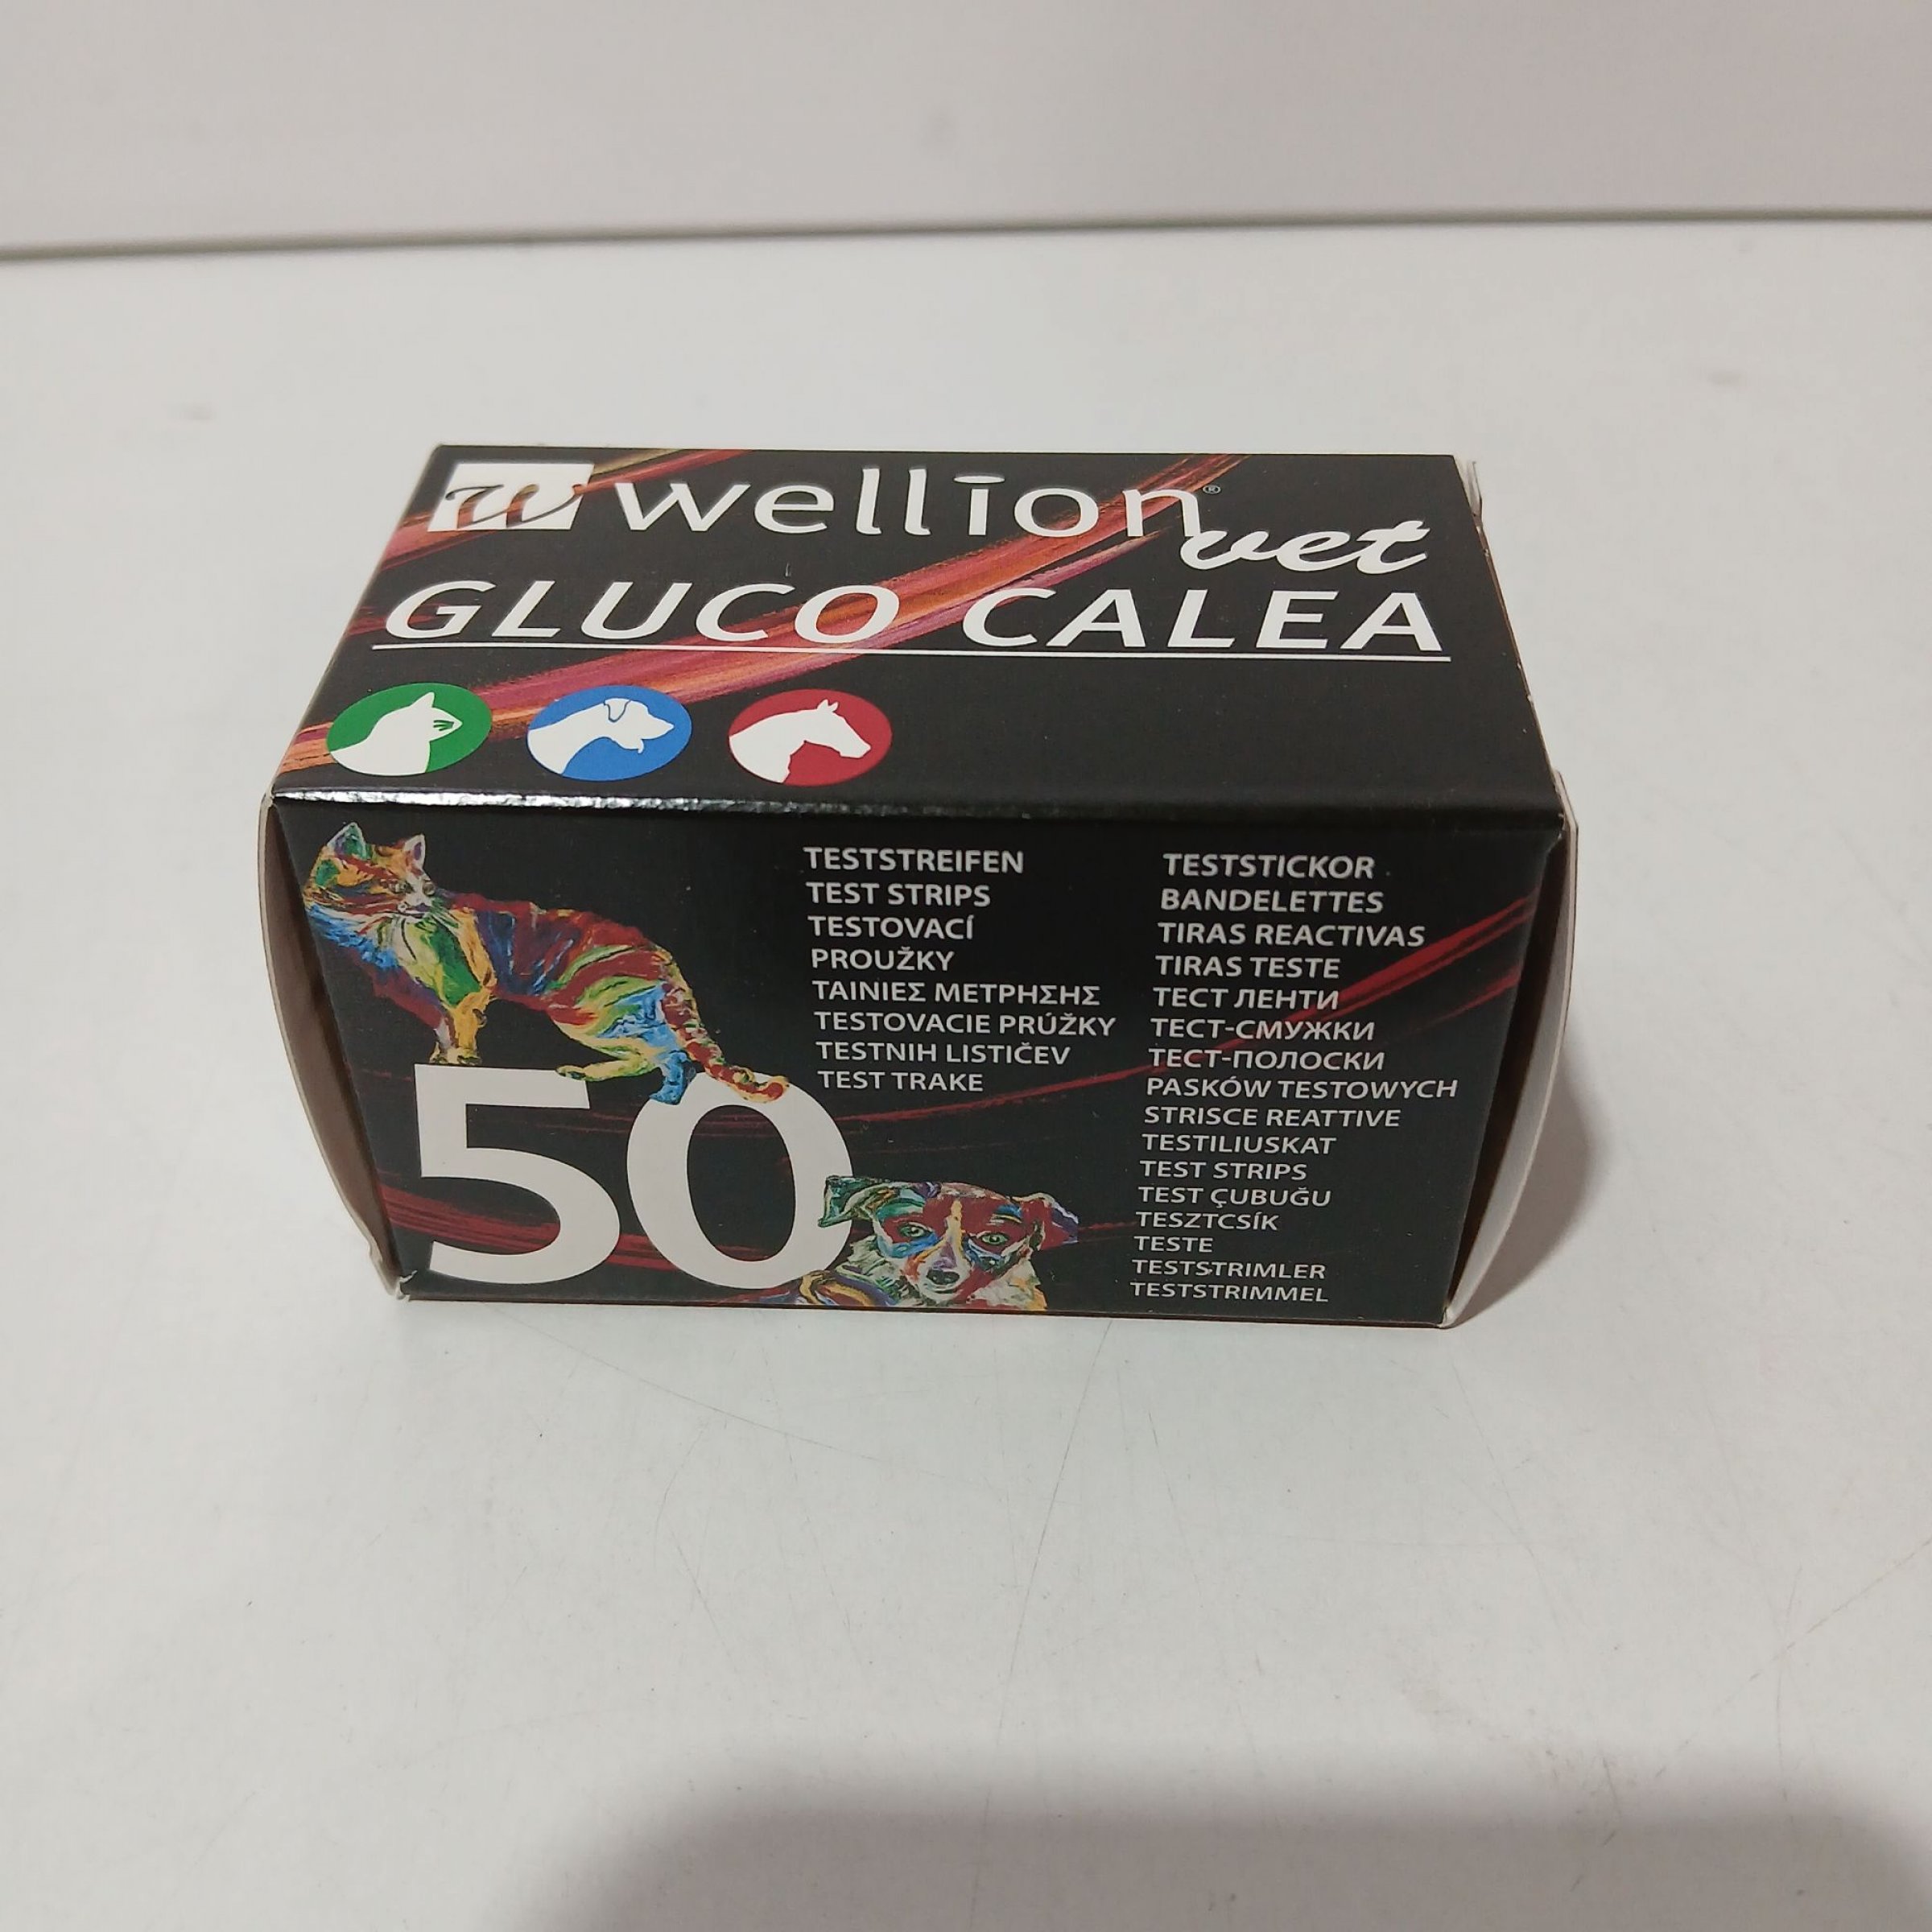 w wellion® vet
GLUCO CALEA
50
TESTSTREIFEN
TEST STRIPS
TESTOVACÍ
PROUŽKY
ΤΑΙΝΙΕΣ ΜΕΤΡΗΣΗΣ
TESTOVACIE PRÚŽKY
TESTNIH LISTIČEV
TEST TRAKE
TESTSTICKOR
BANDELETTES
TIRAS REACTIVAS
TIRAS TESTE
ТЕСТ ЛЕНТИ
ТЕСТ-СМУЖКИ
ТЕСТ-ПОЛОСКИ
PASKÓW TESTOWYCH
STRISCE REATTIVE
TESTILIUSKAT
TEST STRIPS
TEST ÇUBUĞU
TESZTCSÍK
TESTE
TESTSTRIMLER
TESTSTRIMMEL